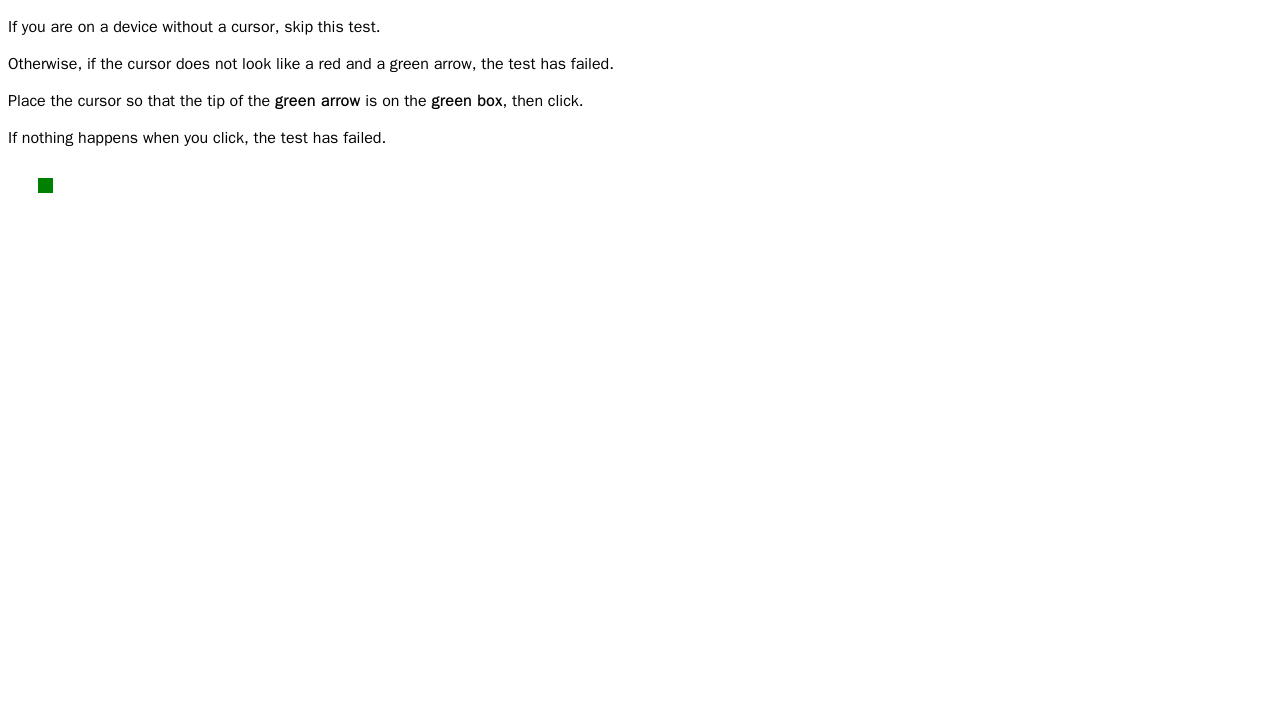 If you are on a device without a cursor, skip this test.
Otherwise, if the cursor does not look like a red and a green arrow, the test has failed.
Place the cursor so that the tip of the green arrow is on the green box, then click.
If nothing happens when you click, the test has failed.